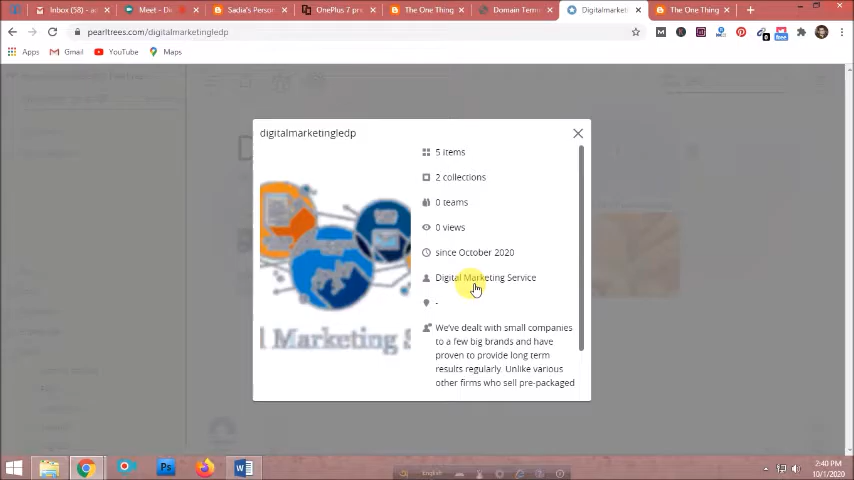 Inbox (58) - a
Meet - D
Sadia's Person
OnePlus 7 pr
The One Thing
Domain Term
Digitalmarketi
The One Thing
pearltrees.com/digitalmarketingledp
Apps
Gmail
YouTube
Maps
digitalmarketingledp
5 items
2 collections
0 teams
0 views
since October 2020
Digital Marketing Service
-
We've dealt with small companies
to a few big brands and have
proven to provide long term
results regularly. Unlike various
other firms who sell pre-packaged
l Marketing S
English
2:40 PM
10/1/2020